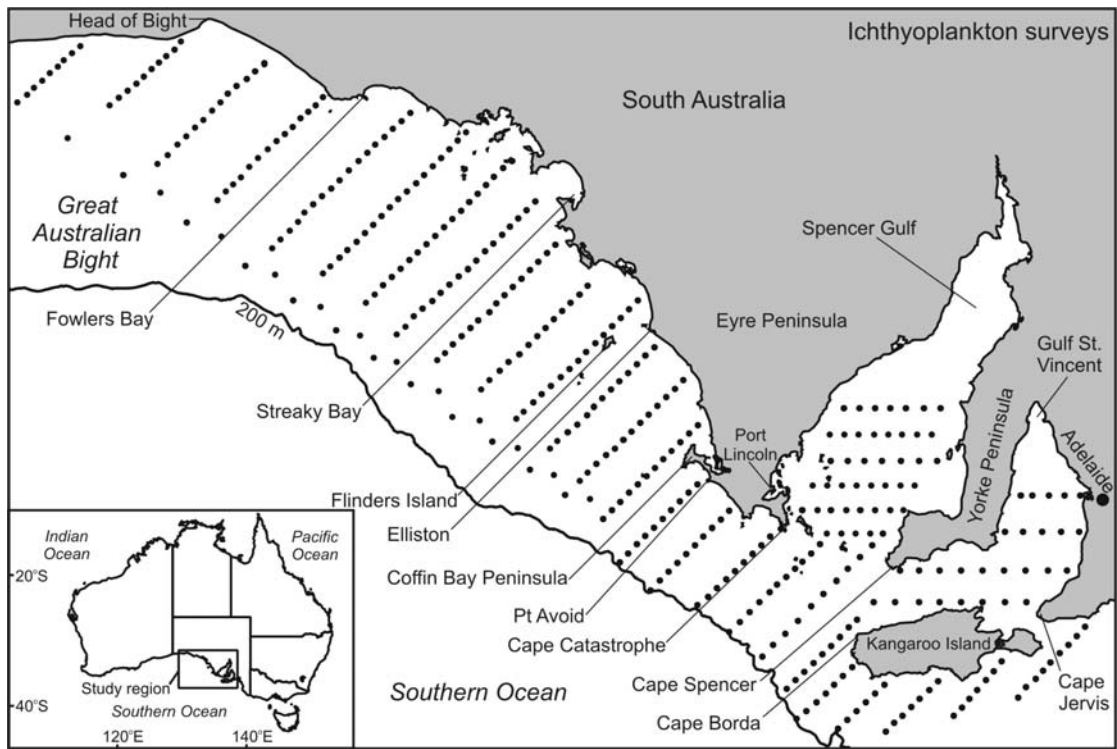 Head of Bight
Ichthyoplankton surveys
South Australia
Great
Australian
Bight
Spencer Gulf
Fowlers Bay
200 m
Eyre Peninsula
Gulf St.
Vincent
Streaky Bay
Port
Lincoln
Yorke Peninsula
Adelaide
Flinders Island
Elliston
Coffin Bay Peninsula
Pt Avoid
Cape Catastrophe
Kangaroo Island
Cape Spencer
Cape Borda
Cape
Jervis
Southern Ocean
Indian
Ocean
Pacific
Ocean
20°S
Study region
Southern Ocean
40°S
120°E
140°E